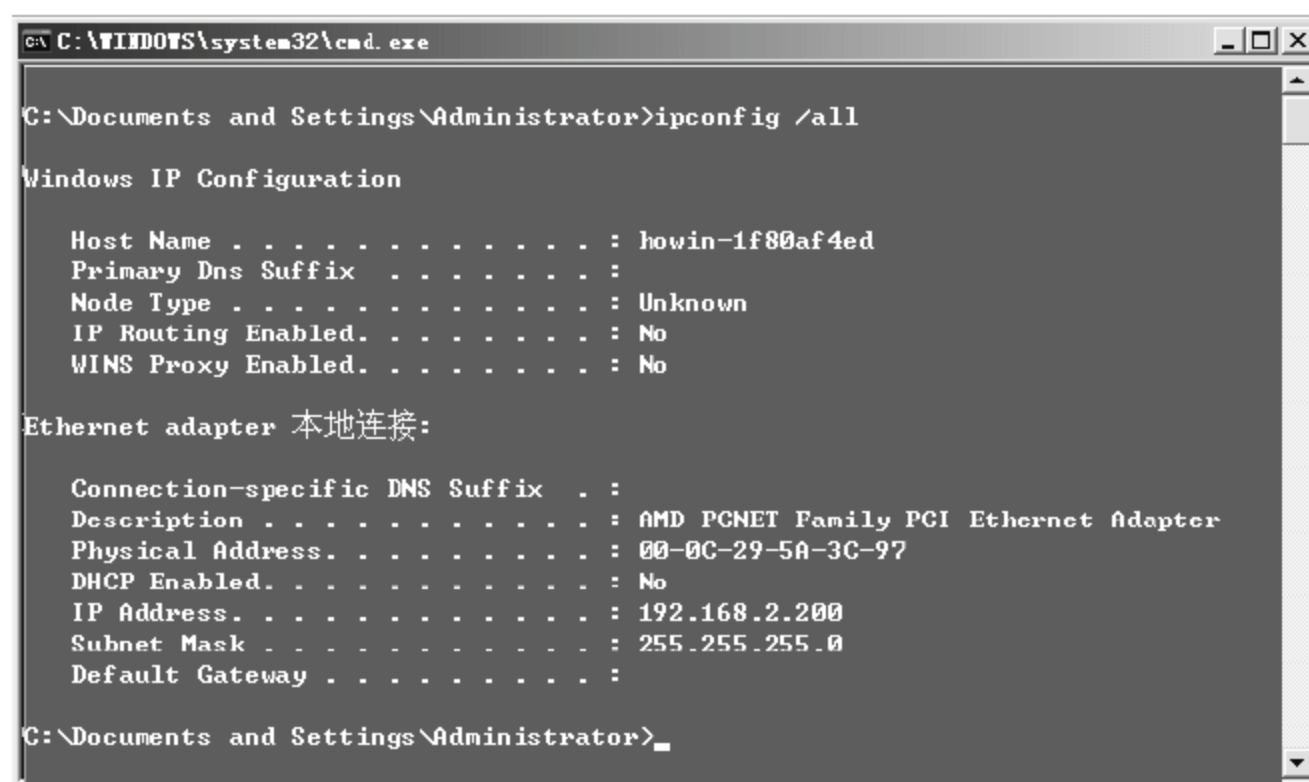 C:\WINDOWS\system32\cmd.exe
C:\Documents and Settings\Administrator>ipconfig /all
Windows IP Configuration
Host Name . . . . . . . . . . . . : howin-1f80af4ed
Primary Dns Suffix  . . . . . . . :
Node Type . . . . . . . . . . . . : Unknown
IP Routing Enabled. . . . . . . . : No
WINS Proxy Enabled. . . . . . . . : No
Ethernet adapter 本地连接:
Connection-specific DNS Suffix  . :
Description . . . . . . . . . . . : AMD PCNET Family PCI Ethernet Adapter
Physical Address. . . . . . . . . : 00-0C-29-5A-3C-97
DHCP Enabled. . . . . . . . . . . : No
IP Address. . . . . . . . . . . . : 192.168.2.200
Subnet Mask . . . . . . . . . . . : 255.255.255.0
Default Gateway . . . . . . . . . :
C:\Documents and Settings\Administrator>_